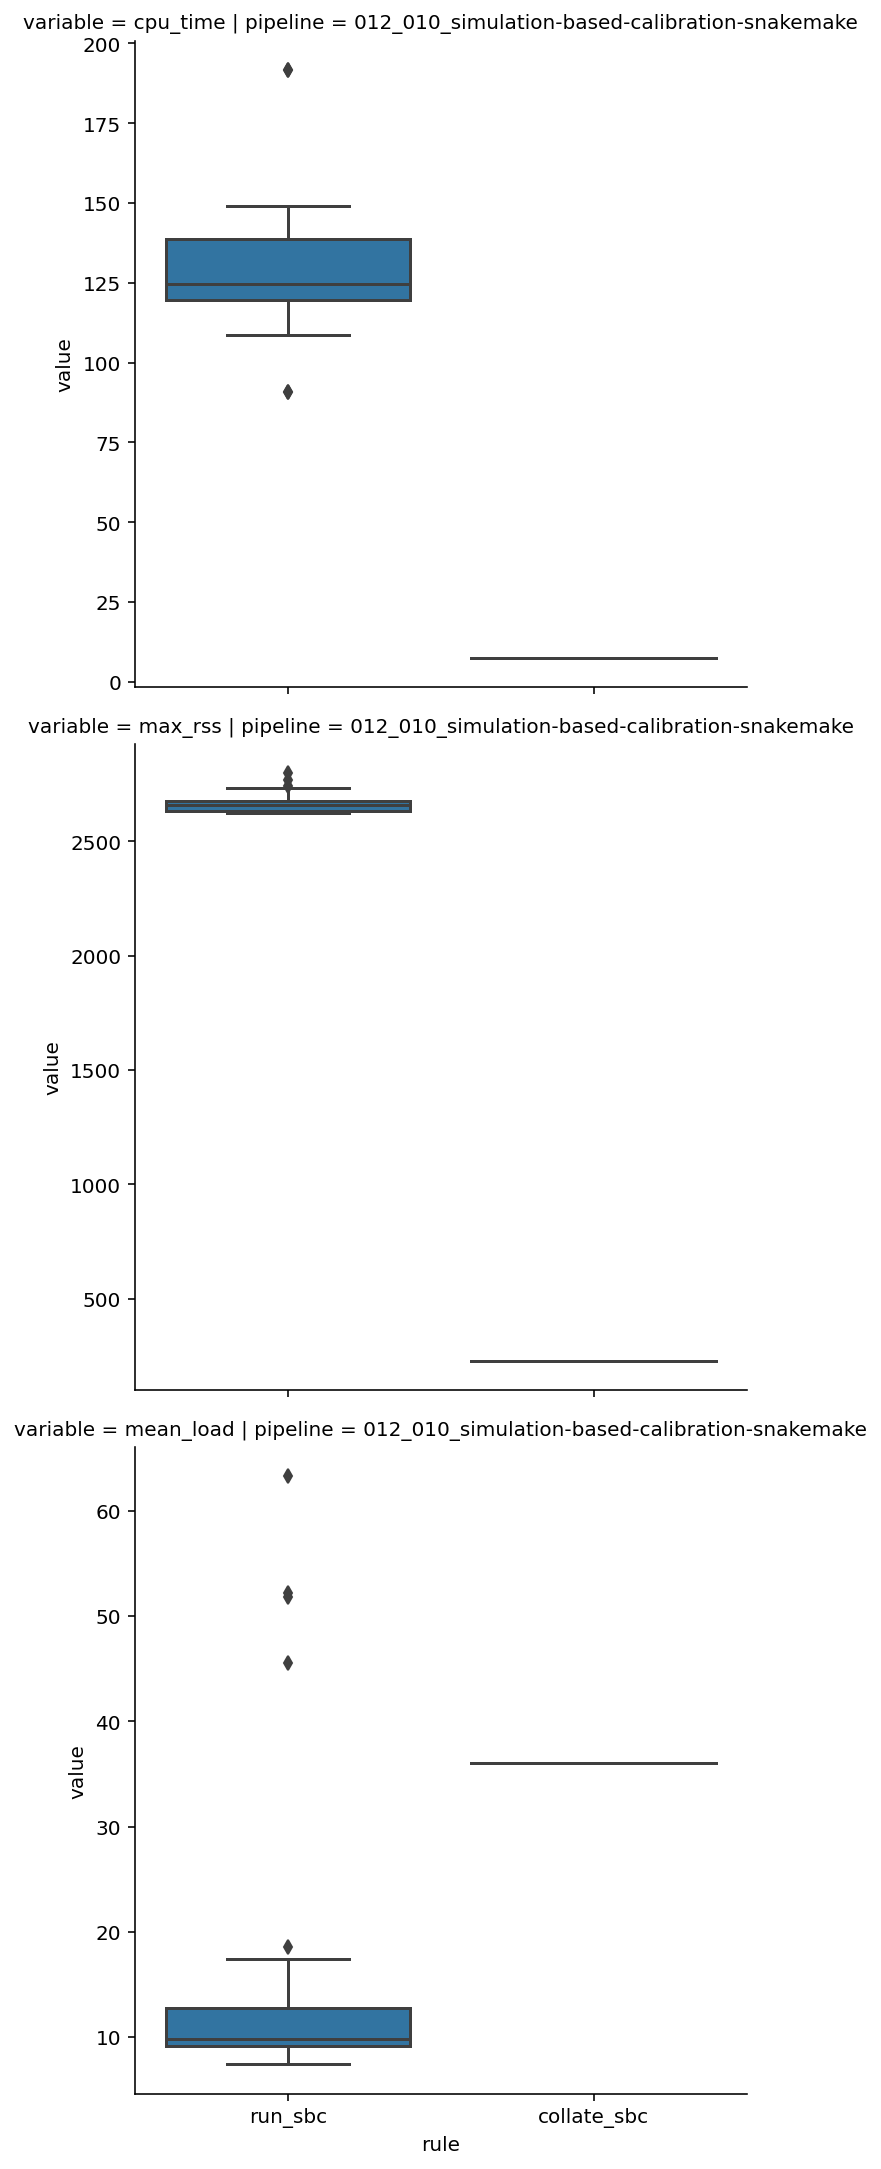 variable = cpu_time | pipeline = 012_010_simulation-based-calibration-snakemake
200
175
150
125
100
75
50
25
0
value
variable = max_rss | pipeline = 012_010_simulation-based-calibration-snakemake
2500
2000
1500
1000
500
value
variable = mean_load | pipeline = 012_010_simulation-based-calibration-snakemake
60
50
40
30
20
10
value
run_sbc collate_sbc
rule